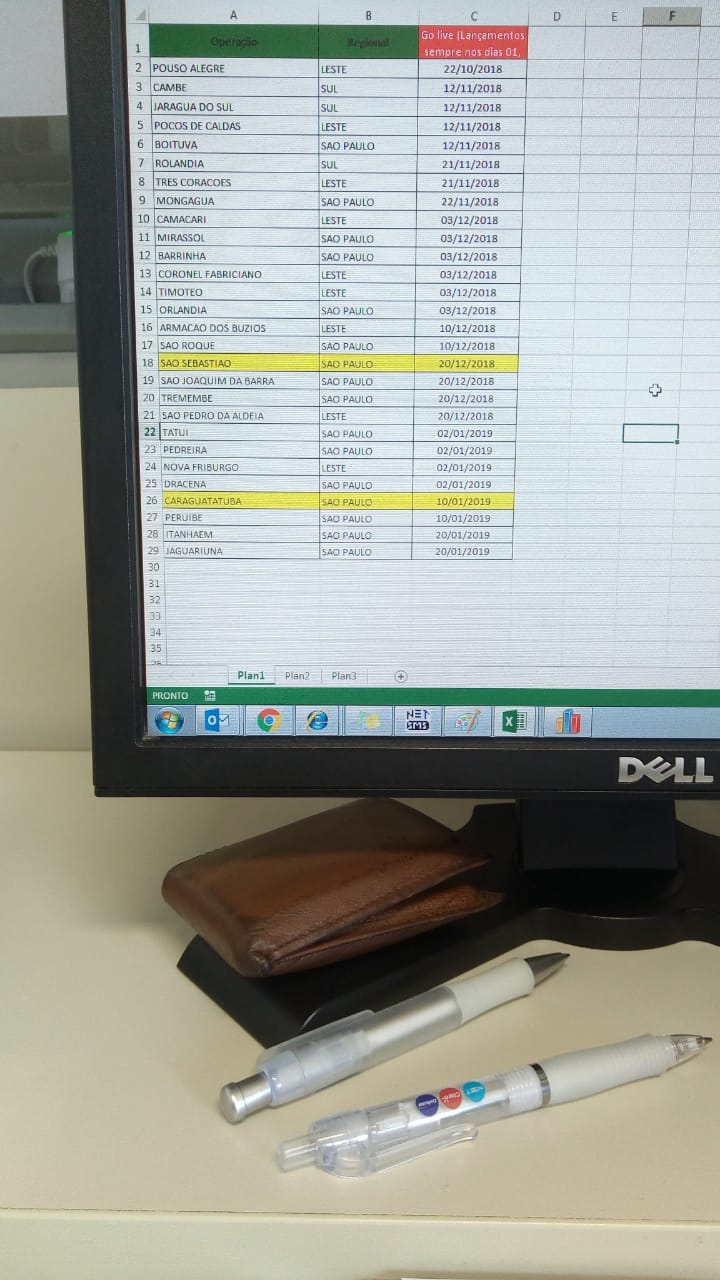 A B C D E F
1 Operação Regional Go live (Lançamentos
sempre nos dias 01,
2 POUSO ALEGRE LESTE 22/10/2018
3 CAMBE SUL 12/11/2018
4 JARAGUA DO SUL SUL 12/11/2018
5 POCOS DE CALDAS LESTE 12/11/2018
6 BOITUVA SAO PAULO 12/11/2018
7 ROLANDIA SUL 21/11/2018
8 TRES CORACOES LESTE 21/11/2018
9 MONGAGUA SAO PAULO 22/11/2018
10 CAMACARI LESTE 03/12/2018
11 MIRASSOL SAO PAULO 03/12/2018
12 BARRINHA SAO PAULO 03/12/2018
13 CORONEL FABRICIANO LESTE 03/12/2018
14 TIMOTEO LESTE 03/12/2018
15 ORLANDIA SAO PAULO 03/12/2018
16 ARMACAO DOS BUZIOS LESTE 10/12/2018
17 SAO ROQUE SAO PAULO 10/12/2018
18 SAO SEBASTIAO SAO PAULO 20/12/2018
19 SAO JOAQUIM DA BARRA SAO PAULO 20/12/2018
20 TREMEMBE SAO PAULO 20/12/2018
21 SAO PEDRO DA ALDEIA LESTE 20/12/2018
22 TATUI SAO PAULO 02/01/2019
23 PEDREIRA SAO PAULO 02/01/2019
24 NOVA FRIBURGO LESTE 02/01/2019
25 DRACENA SAO PAULO 02/01/2019
26 CARAGUATATUBA SAO PAULO 10/01/2019
27 PERUIBE SAO PAULO 10/01/2019
28 ITANHAEM SAO PAULO 20/01/2019
29 JAGUARIUNA SAO PAULO 20/01/2019
30
31
32
33
34
35
Plan1 Plan2 Plan3
PRONTO
NET
SMS
DELL
NET Claro